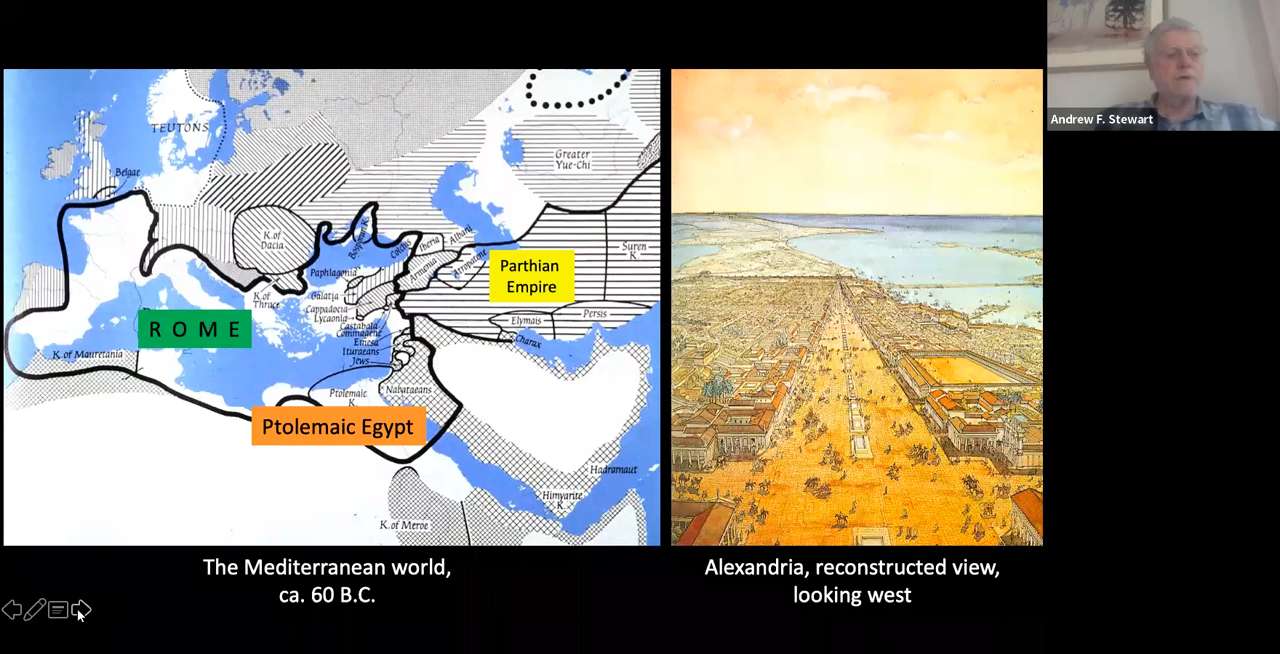 TEUTONS
Belgae
Greater
Yue-Chi
K. of
Dacia
Bosporan K.
Colchis
Iberia
Albani
Armenia
Atropatene
Suren
K.
Parthian
Empire
Paphlagonia
K. of
Thrace
Galatia
Cappadocia
Lycaonia
Castabala
Commagene
Emesa
Ituraeans
Jews
Elymais
Persis
Charax
R O M E
K. of Mauretania
Ptolemaic
K.
Nabataeans
Ptolemaic Egypt
Hadramaut
Himyarite
K.
K. of Meroe
The Mediterranean world,
ca. 60 B.C.
Alexandria, reconstructed view,
looking west
Andrew F. Stewart